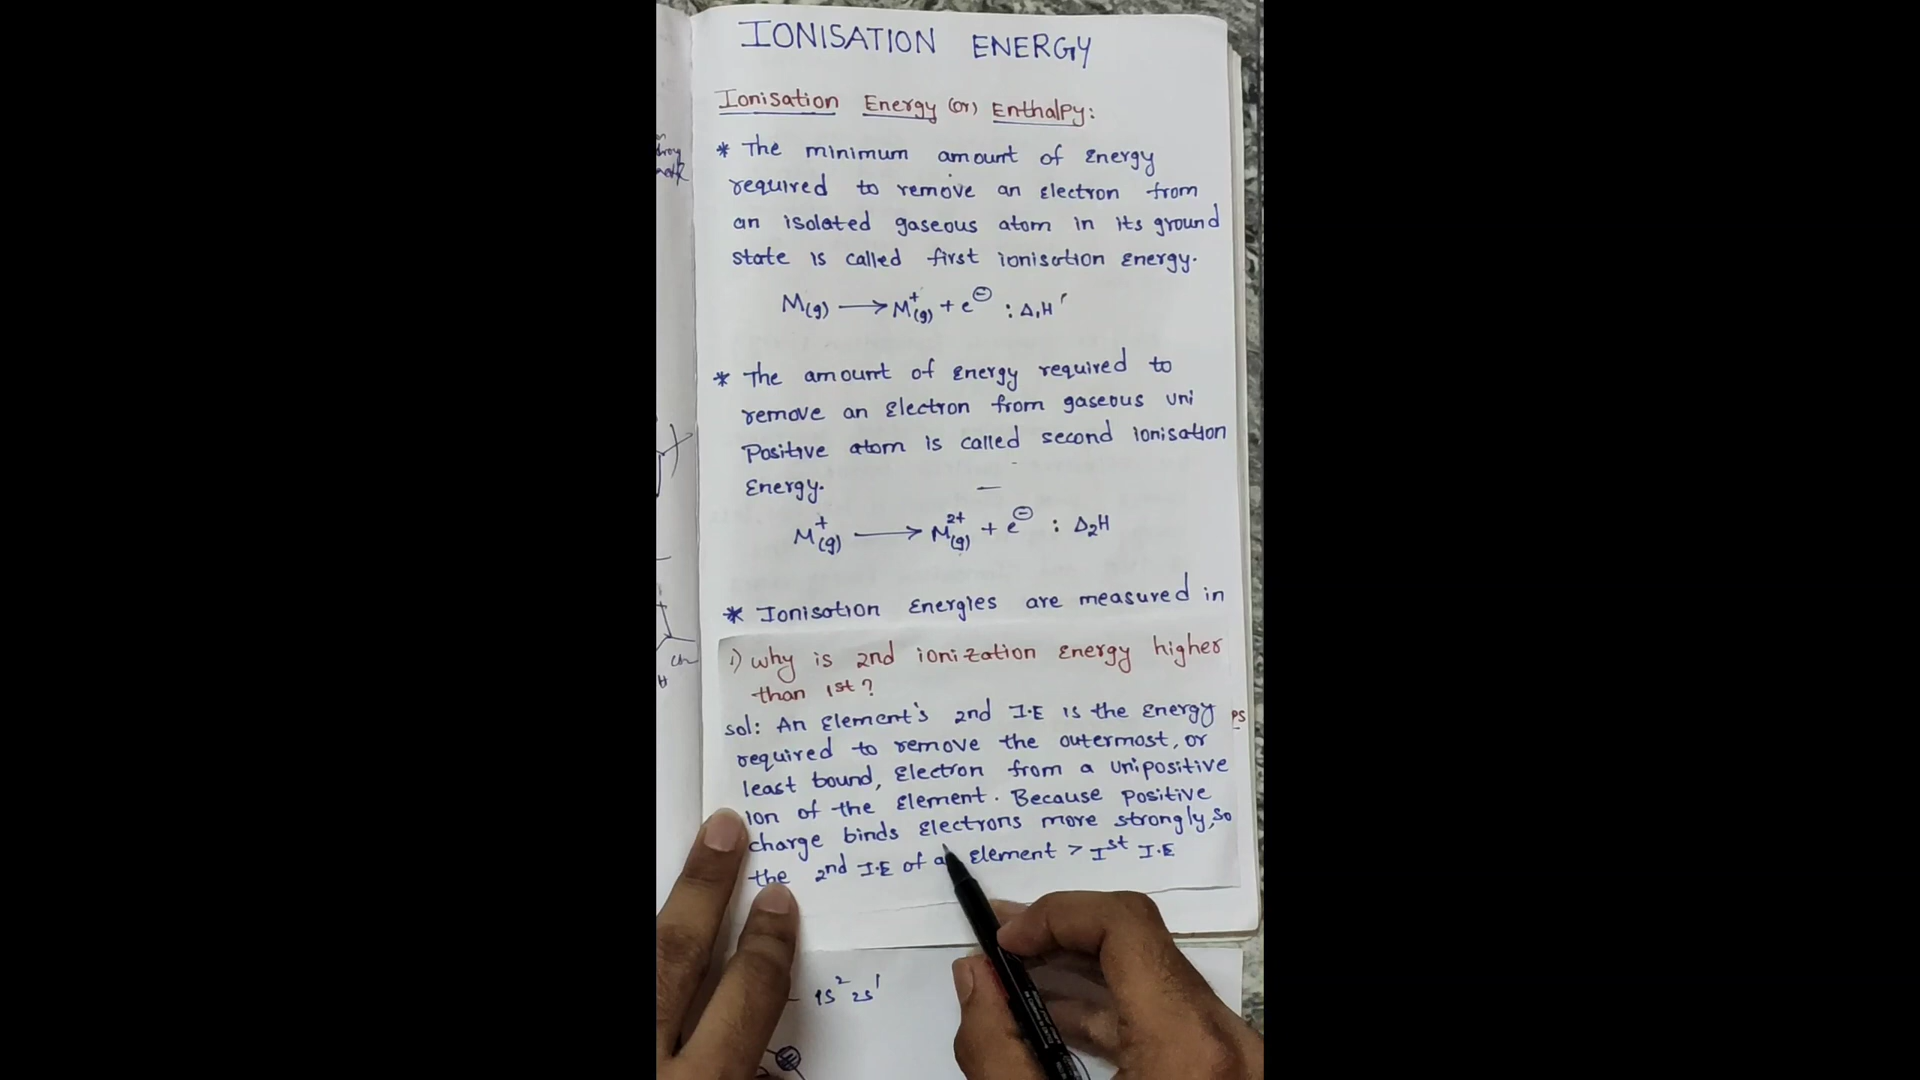 IONISATION ENERGY
Ionisation Energy (or) Enthalpy:
* The minimum amount of Energy
required to remove an Electron from
an isolated gaseous atom in its ground
state is called first ionisation Energy.
M(g) ⟶ M⁺(g) + e⊖ : Δ₁H
* The amount of Energy required to
remove an Electron from gaseous uni
Positive atom is called second ionisation
Energy.
M⁺(g) ⟶ M²⁺(g) + e⊖ : Δ₂H
* Ionisation Energies are measured in
1) why is 2nd ionization Energy higher
than 1st?
Sol: An Element's 2nd I.E is the Energy
required to remove the outermost, or
least bound, Electron from a Unipositive
ion of the Element. Because Positive
charge binds Electrons more strongly, so
the 2nd I.E of Element > Ist I.E
1s² 2s¹